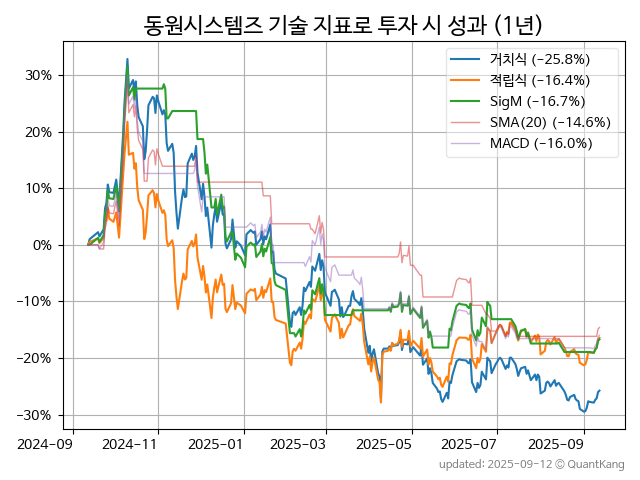 동원시스템즈 기술 지표로 투자 시 성과 (1년)
거치식 (−25.8%)
적립식 (−16.4%)
SigM (−16.7%)
SMA(20) (−14.6%)
MACD (−16.0%)
30%
20%
10%
0%
−10%
−20%
−30%
2024-09
2024-11
2025-01
2025-03
2025-05
2025-07
2025-09
updated: 2025-09-12 © QuantKang